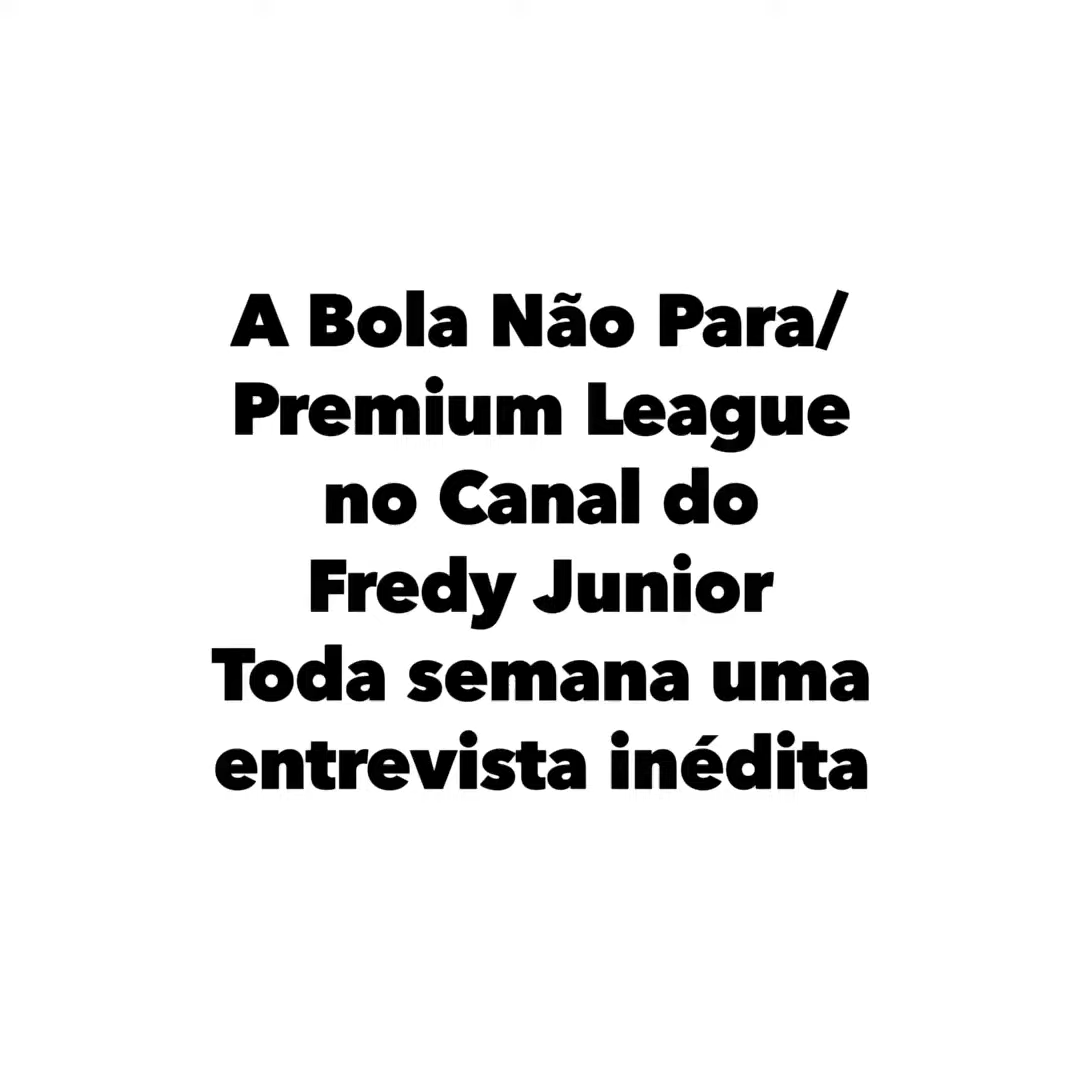 A Bola Não Para/
Premium League
no Canal do
Fredy Junior
Toda semana uma
entrevista inédita